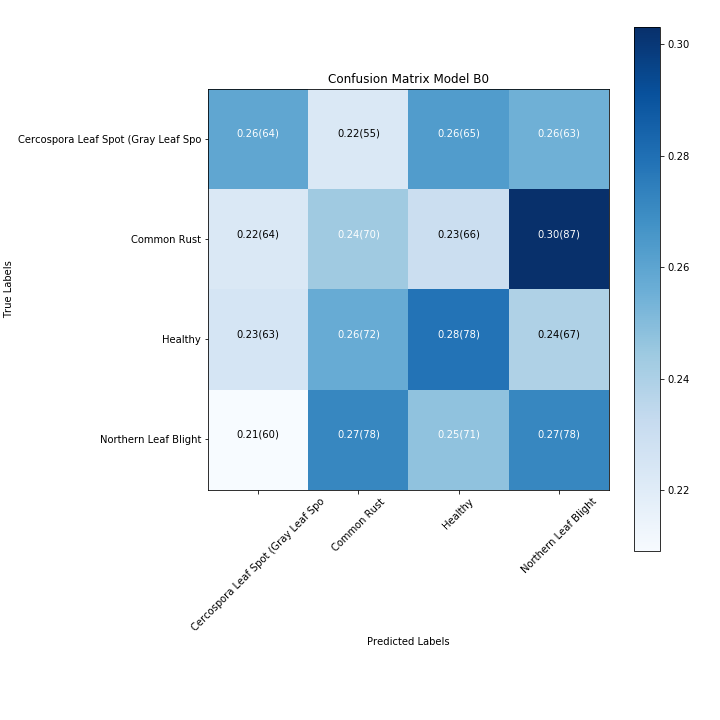 Confusion Matrix Model B0
0.30
0.28
0.26
0.24
0.22
True Labels
Cercospora Leaf Spot (Gray Leaf Spo
0.26(64) 0.22(55) 0.26(65) 0.26(63)
Common Rust
0.22(64) 0.24(70) 0.23(66) 0.30(87)
Healthy
0.23(63) 0.26(72) 0.28(78) 0.24(67)
Northern Leaf Blight
0.21(60) 0.27(78) 0.25(71) 0.27(78)
Cercospora Leaf Spot (Gray Leaf Spo
Common Rust
Healthy
Northern Leaf Blight
Predicted Labels